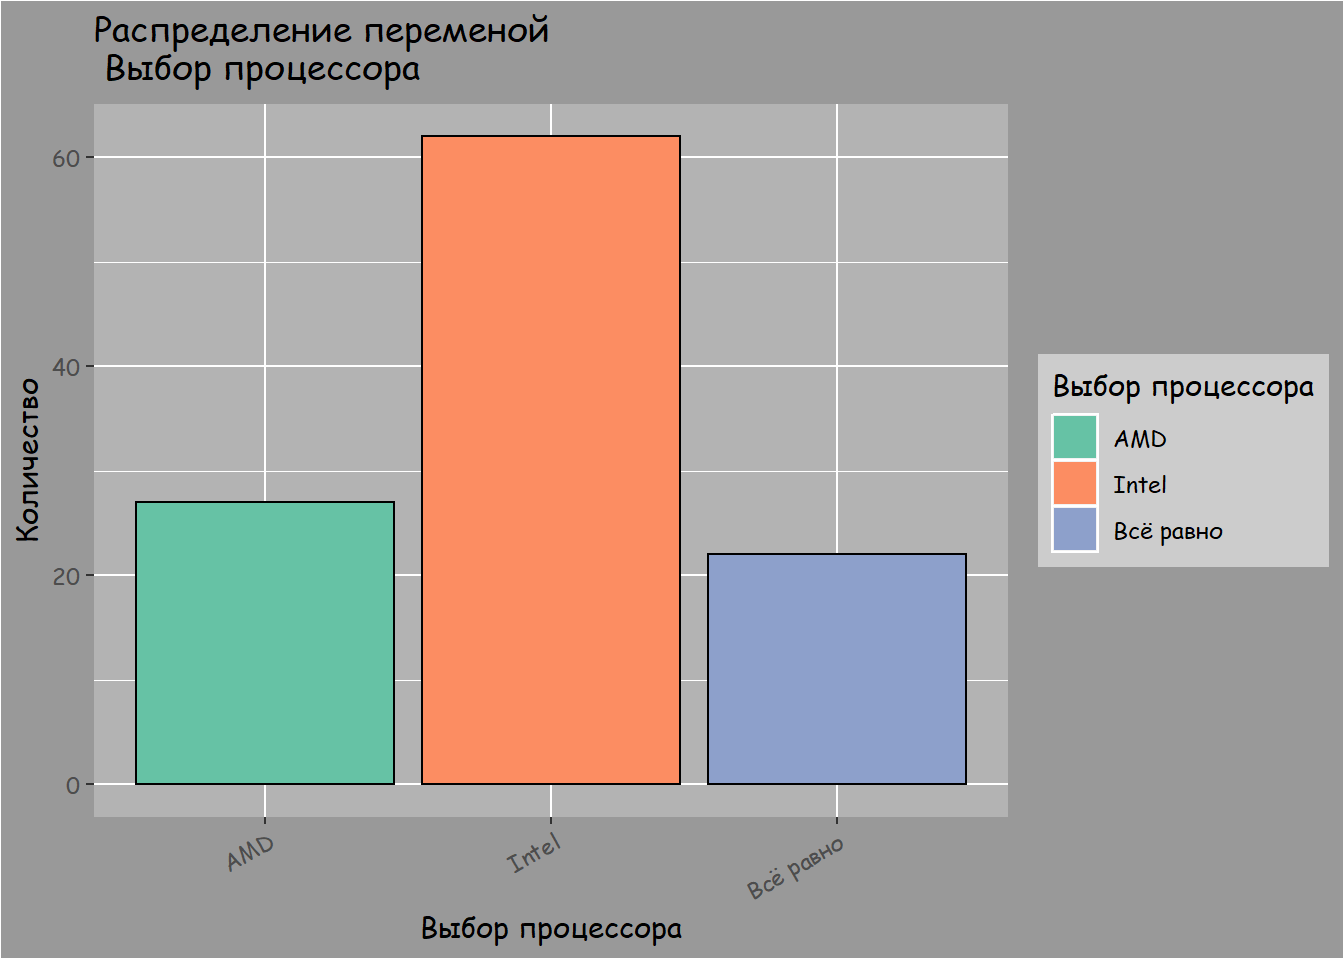 Распределение переменой
Выбор процессора
Количество
60
40
20
0
AMD
Intel
Всё равно
Выбор процессора
Выбор процессора
AMD
Intel
Всё равно